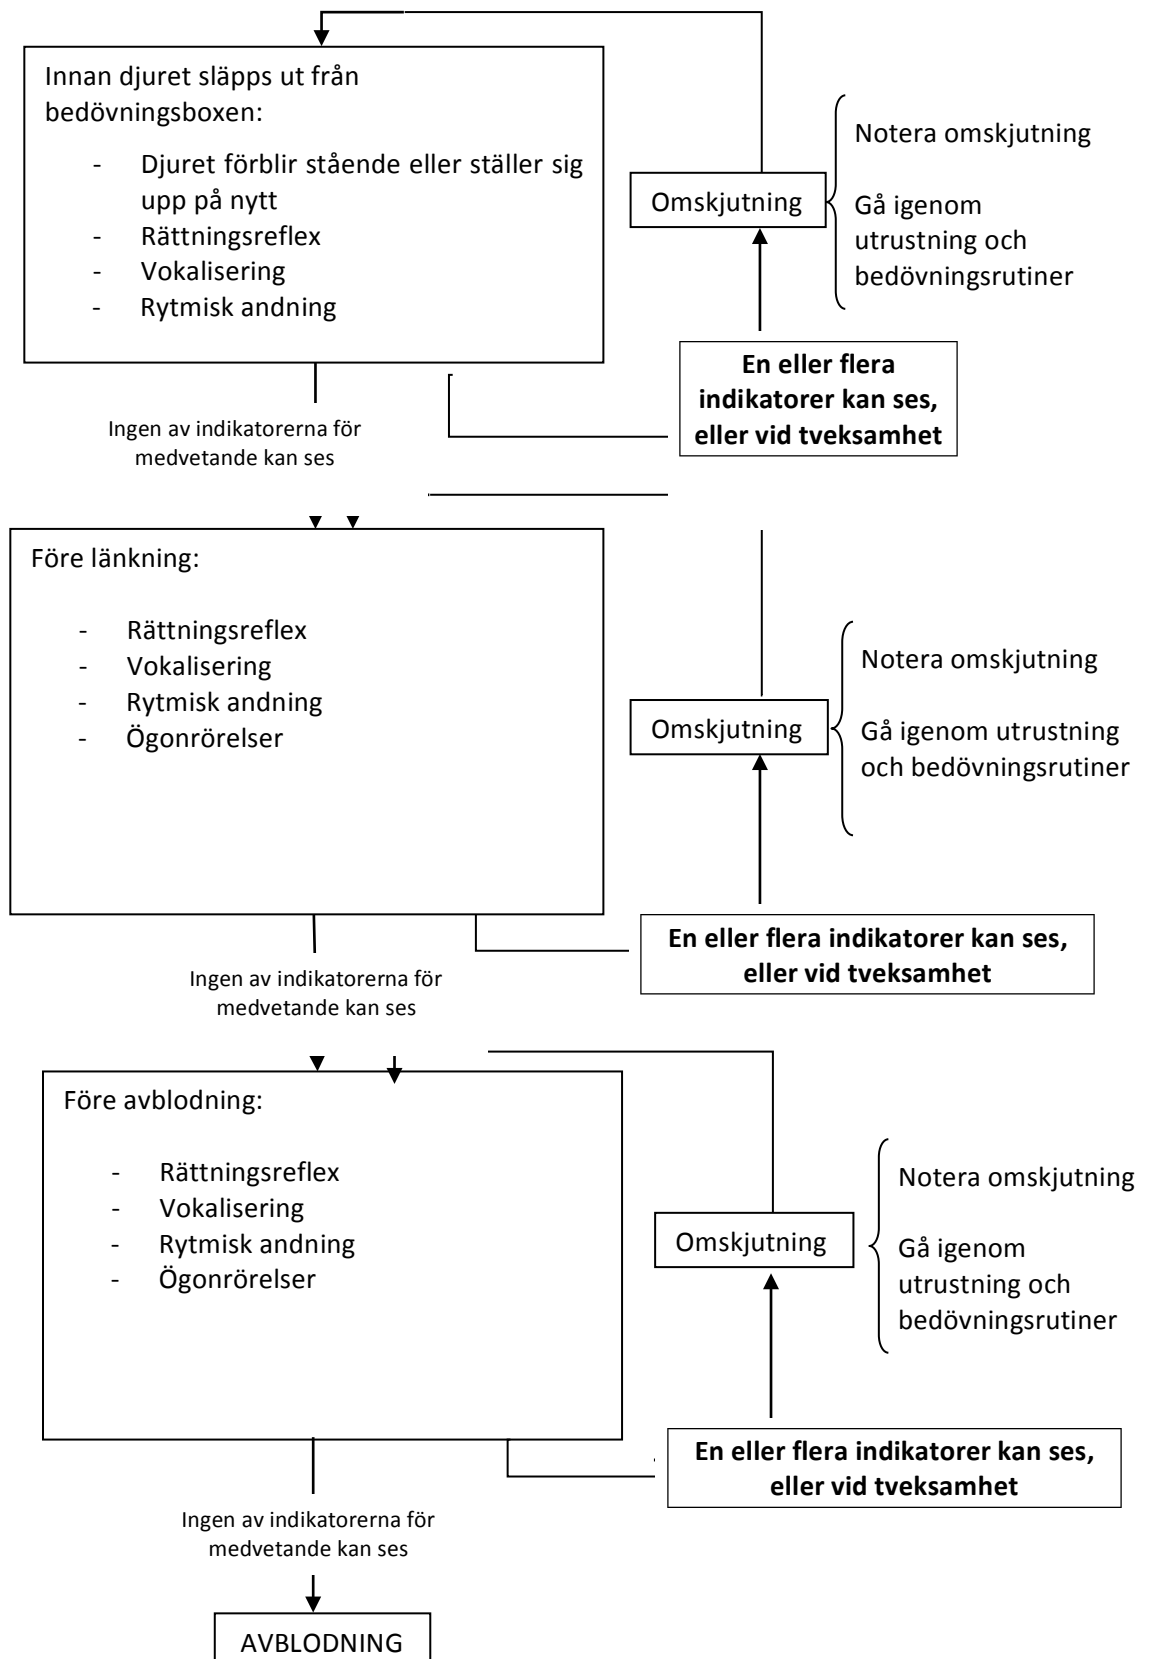 Innan djuret släpps ut från
bedövningsboxen:
- Djuret förblir stående eller ställer sig
upp på nytt
- Rättningsreflex
- Vokalisering
- Rytmisk andning
Omskjutning
Notera omskjutning
Gå igenom
utrustning och
bedövningsrutiner
En eller flera
indikatorer kan ses,
eller vid tveksamhet
Ingen av indikatorerna för
medvetande kan ses
Före länkning:
- Rättningsreflex
- Vokalisering
- Rytmisk andning
- Ögonrörelser
Omskjutning
Notera omskjutning
Gå igenom utrustning
och bedövningsrutiner
En eller flera indikatorer kan ses,
eller vid tveksamhet
Ingen av indikatorerna för
medvetande kan ses
Före avblodning:
- Rättningsreflex
- Vokalisering
- Rytmisk andning
- Ögonrörelser
Omskjutning
Notera omskjutning
Gå igenom
utrustning och
bedövningsrutiner
En eller flera indikatorer kan ses,
eller vid tveksamhet
Ingen av indikatorerna för
medvetande kan ses
AVBLODNING